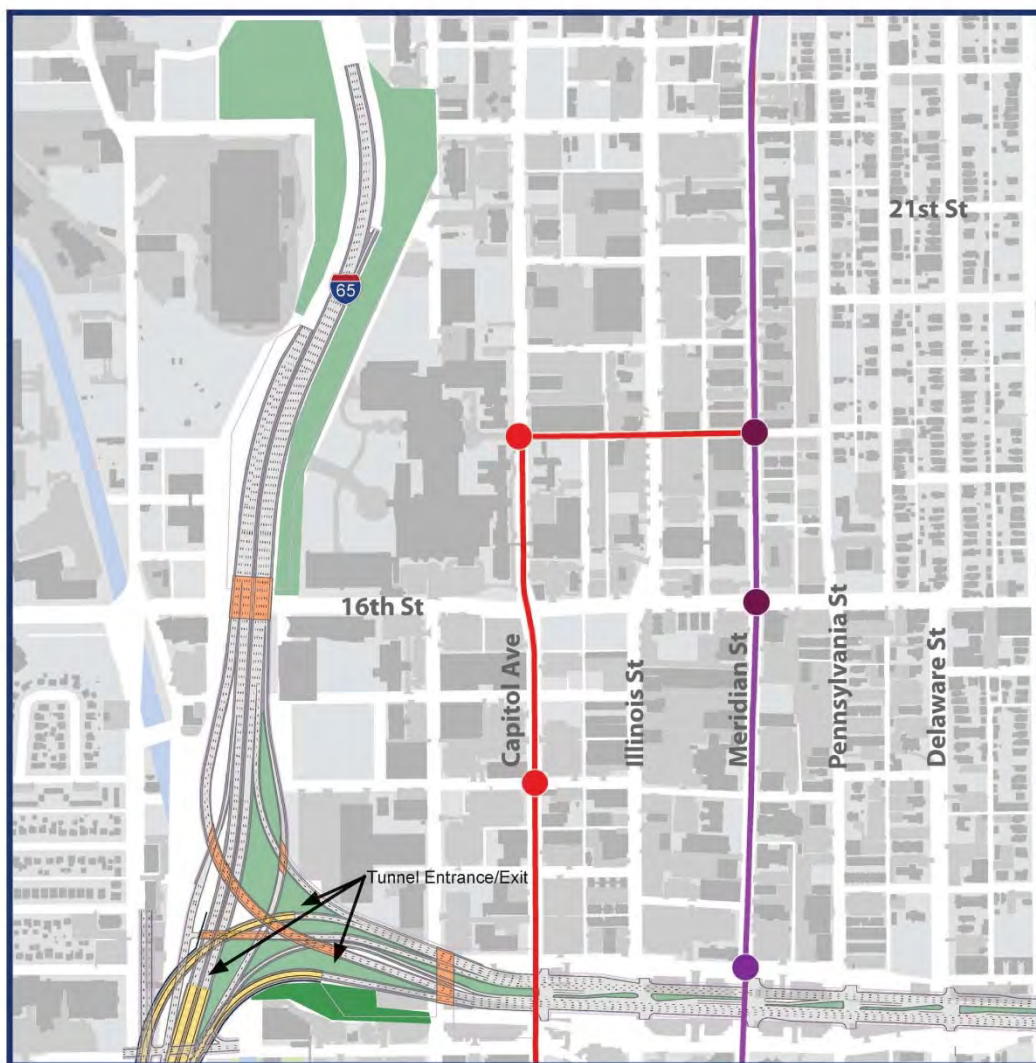 21st St
65
16th St
Capitol Ave
Illinois St
Meridian St
Pennsylvania St
Delaware St
Tunnel Entrance/Exit